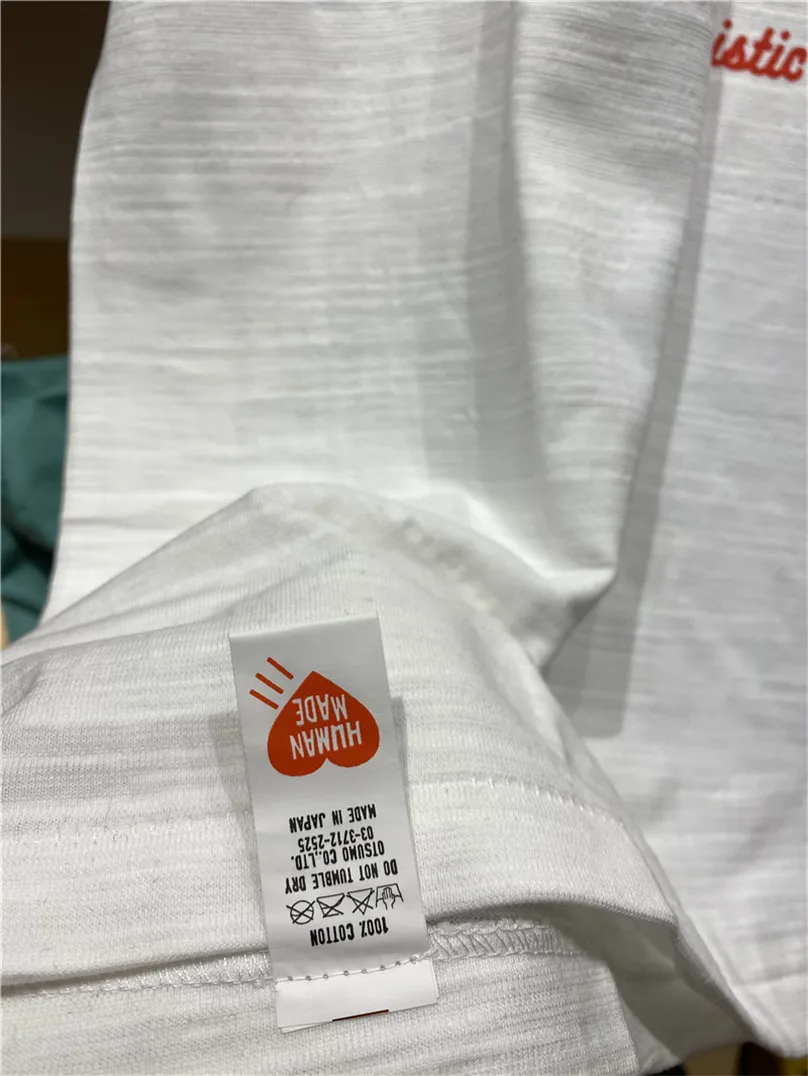 istic
HUMAN
MADE
100% COTTON
DO NOT TUMBLE DRY
OTSUMO CO.,LTD.
03-3712-2525
MADE IN JAPAN